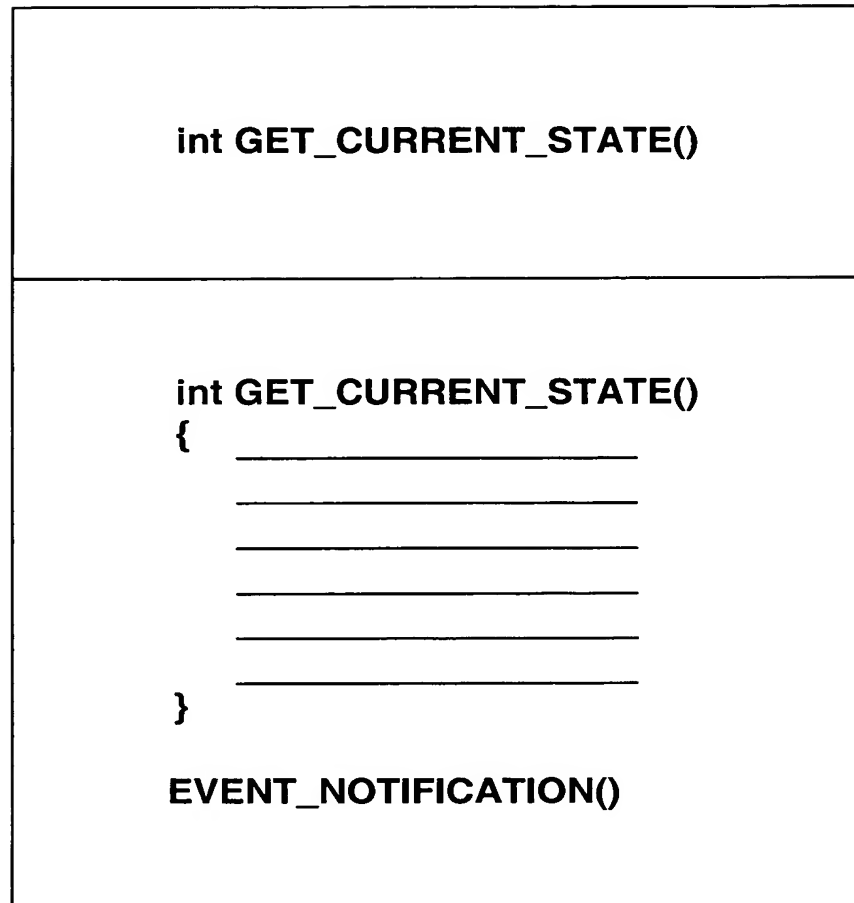 int GET_CURRENT_STATE()
int GET_CURRENT_STATE()
{
}
EVENT_NOTIFICATION()